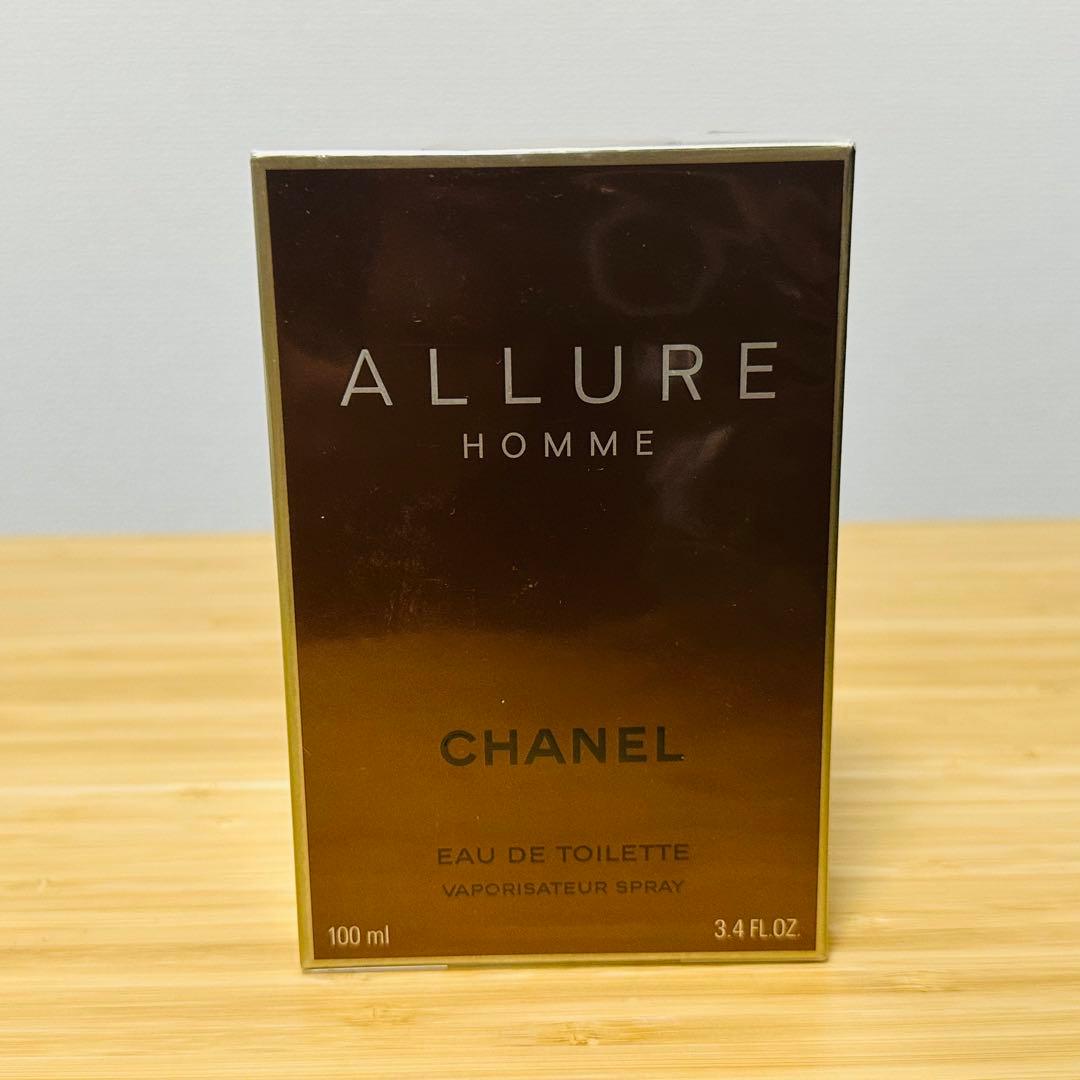 ALLURE
HOMME
CHANEL
EAU DE TOILETTE
VAPORISATEUR SPRAY
100 ml
3.4 FL.OZ.